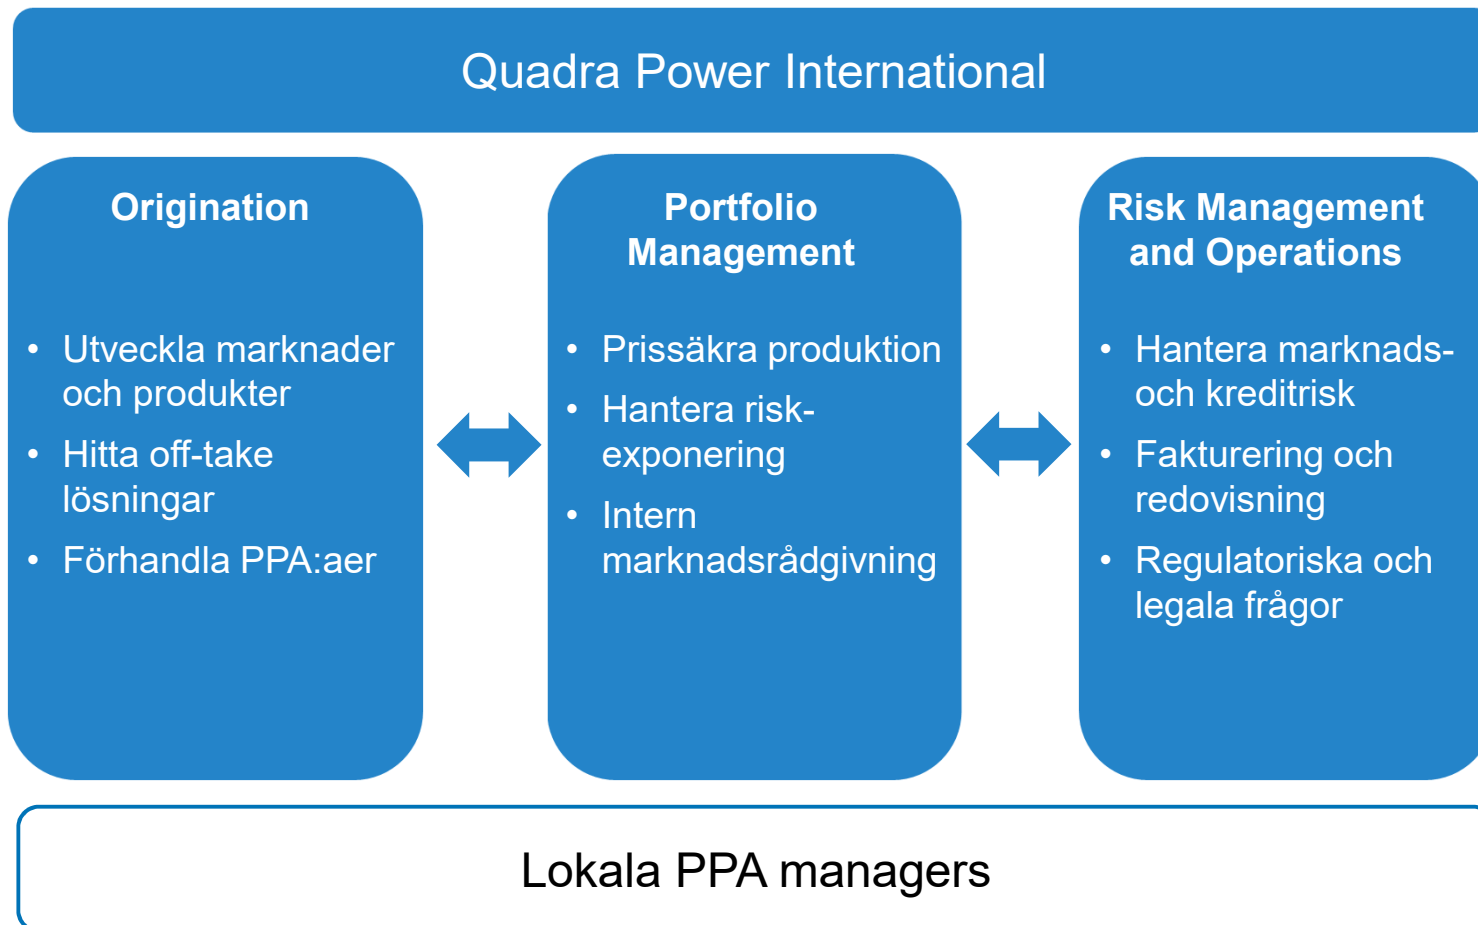 Quadra Power International
Origination
• Utveckla marknader
och produkter
• Hitta off-take
lösningar
• Förhandla PPA:aer
Portfolio
Management
• Prissäkra produktion
• Hantera risk-
exponering
• Intern
marknadsrådgivning
Risk Management
and Operations
• Hantera marknads-
och kreditrisk
• Fakturering och
redovisning
• Regulatoriska och
legala frågor
Lokala PPA managers